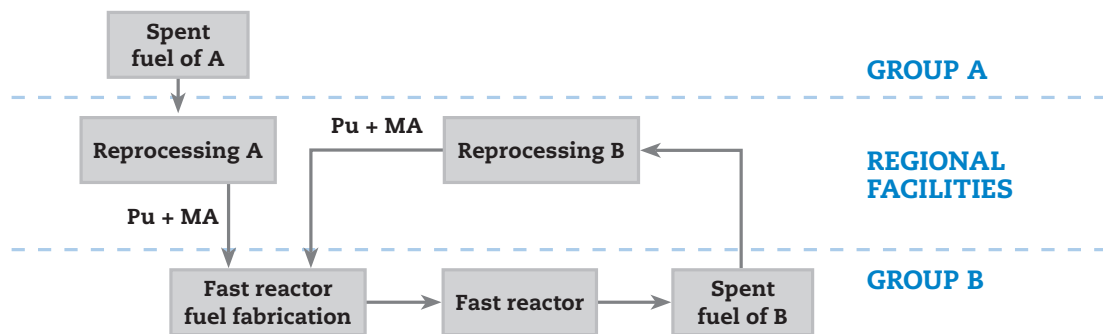 Spent
fuel of A
GROUP A
Reprocessing A
Pu + MA
Reprocessing B
REGIONAL
FACILITIES
Pu + MA
Fast reactor
fuel fabrication
Fast reactor
Spent
fuel of B
GROUP B